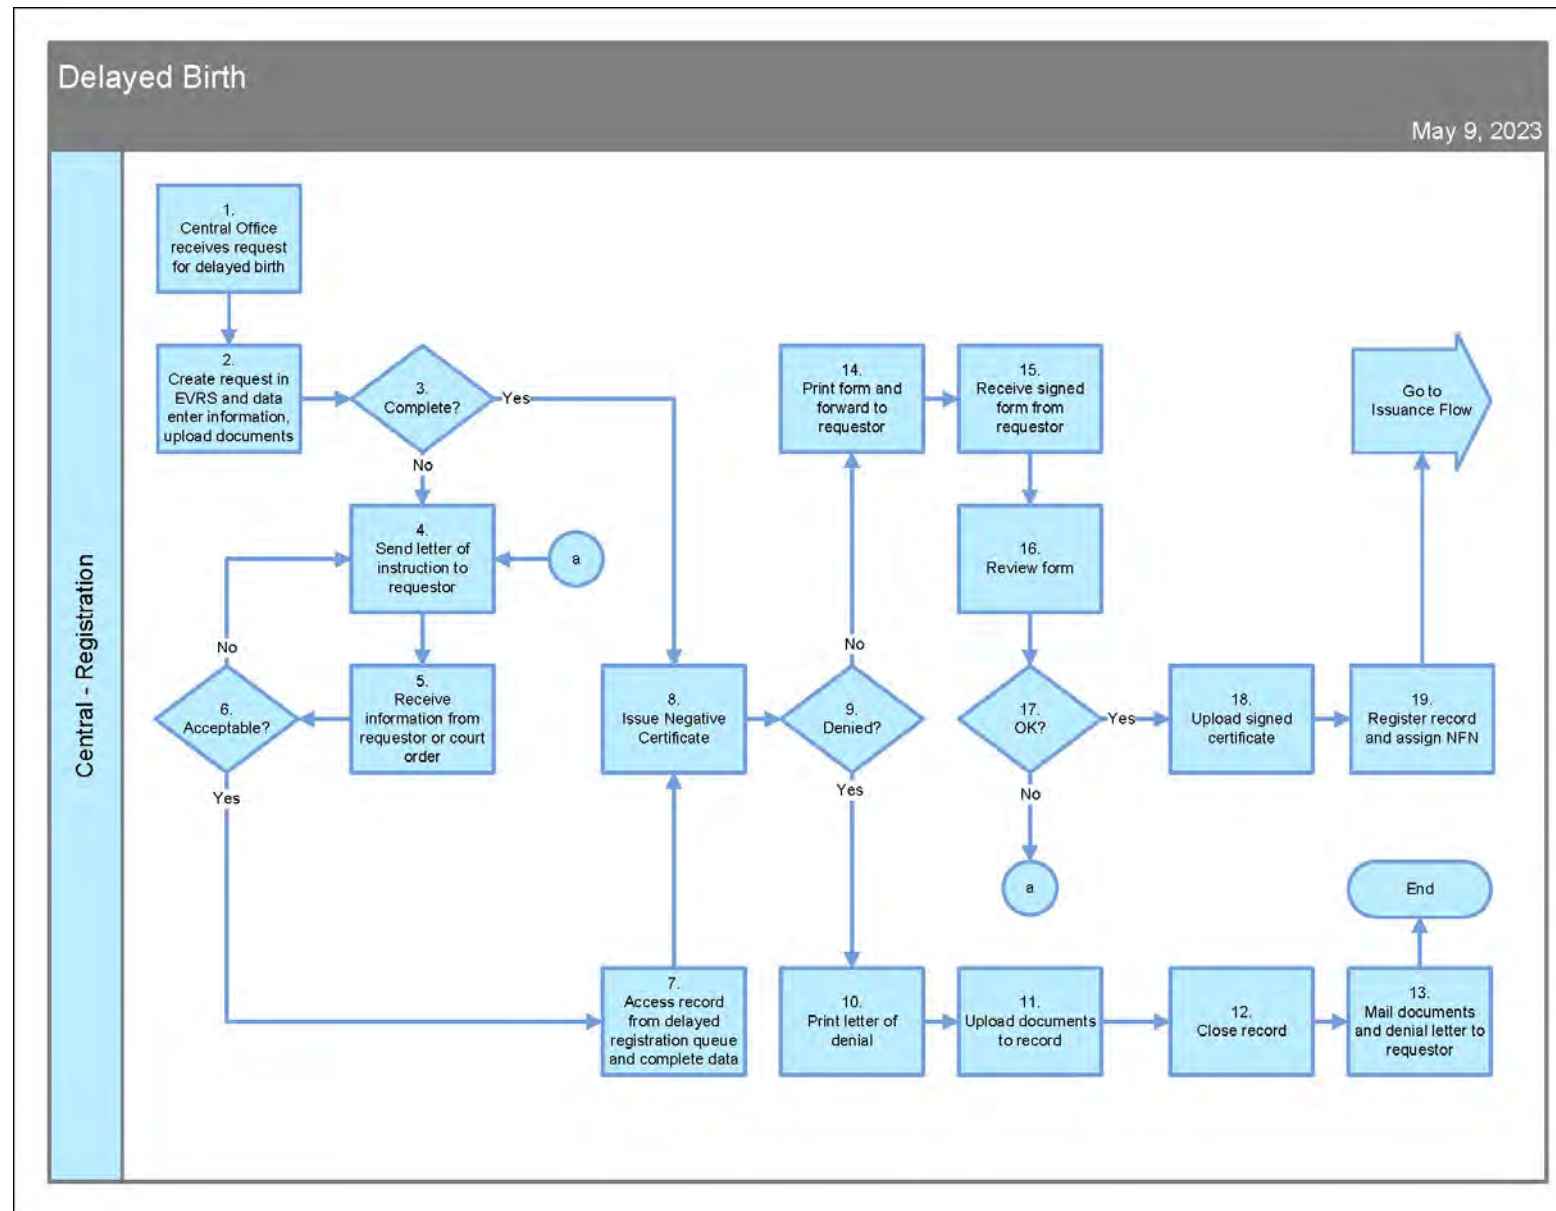 Delayed Birth
May 9, 2023
Central - Registration
1.
Central Office
receives request
for delayed birth
2.
Create request in
EVRS and data
enter information,
upload documents
3.
Complete?
Yes
No
4.
Send letter of
instruction to
requestor
a
5.
Receive
information from
requestor or court
order
6.
Acceptable?
No
Yes
7.
Access record
from delayed
registration queue
and complete data
8.
Issue Negative
Certificate
9.
Denied?
No
Yes
10.
Print letter of
denial
11.
Upload documents
to record
12.
Close record
13.
Mail documents
and denial letter to
requestor
End
14.
Print form and
forward to
requestor
15.
Receive signed
form from
requestor
16.
Review form
17.
OK?
Yes
No
a
18.
Upload signed
certificate
19.
Register record
and assign NFN
Go to
Issuance Flow